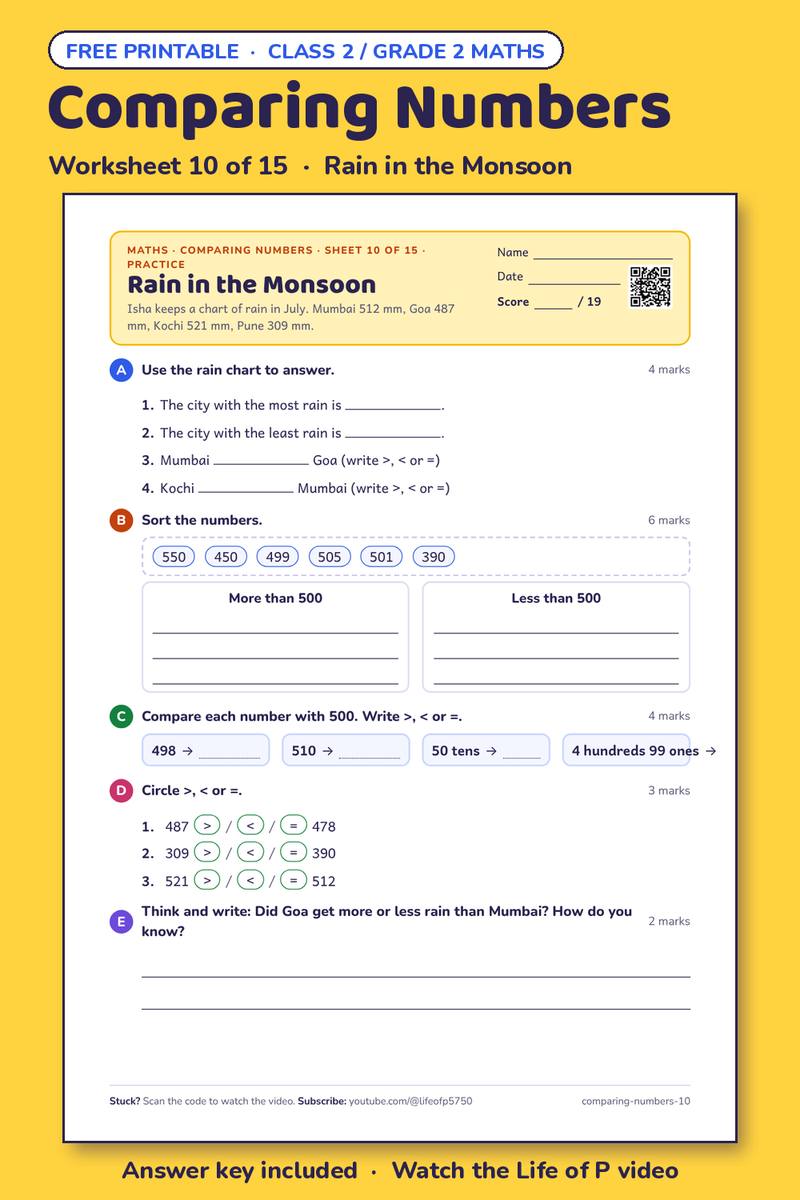 FREE PRINTABLE · CLASS 2 / GRADE 2 MATHS
Comparing Numbers
Worksheet 10 of 15 · Rain in the Monsoon
MATHS · COMPARING NUMBERS · SHEET 10 OF 15 ·
PRACTICE
Rain in the Monsoon
Isha keeps a chart of rain in July. Mumbai 512 mm, Goa 487
mm, Kochi 521 mm, Pune 309 mm.
Name
Date
Score / 19
A Use the rain chart to answer. 4 marks
1. The city with the most rain is .
2. The city with the least rain is .
3. Mumbai Goa (write >, < or =)
4. Kochi Mumbai (write >, < or =)
B Sort the numbers. 6 marks
550 450 499 505 501 390
More than 500 Less than 500
C Compare each number with 500. Write >, < or =. 4 marks
498 → 510 → 50 tens → 4 hundreds 99 ones →
D Circle >, < or =. 3 marks
1. 487 > / < / = 478
2. 309 > / < / = 390
3. 521 > / < / = 512
E Think and write: Did Goa get more or less rain than Mumbai? How do you 2 marks
know?
Stuck? Scan the code to watch the video. Subscribe: youtube.com/@lifeofp5750 comparing-numbers-10
Answer key included · Watch the Life of P video